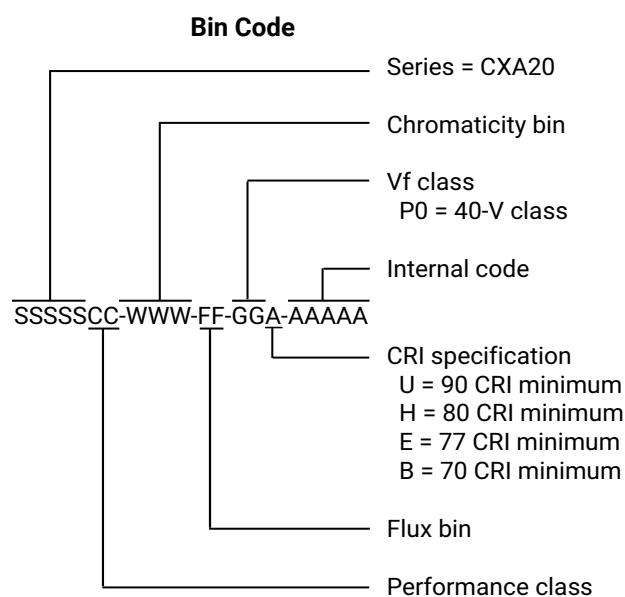 Bin Code
Series = CXA20
Chromaticity bin
Vf class
P0 = 40-V class
Internal code
SSSSSCC-WWW-FF-GGA-AAAAA
CRI specification
U = 90 CRI minimum
H = 80 CRI minimum
E = 77 CRI minimum
B = 70 CRI minimum
Flux bin
Performance class